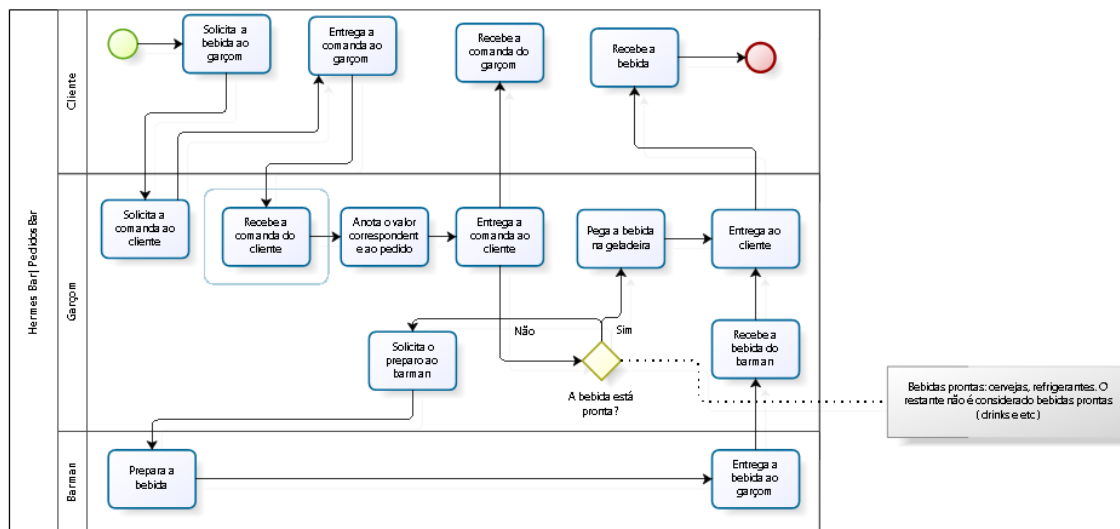 Hermes Bar | Pedidos Bar
Cliente
Solicita a
bebida ao
garçom
Entrega a
comanda ao
garçom
Recebe a
comanda do
garçom
Recebe a
bebida
Garçom
Solicita a
comanda ao
cliente
Recebe a
comanda do
cliente
Anota o valor
correspondent
e ao pedido
Entrega a
comanda ao
cliente
Pega a bebida
na geladeira
Entrega ao
cliente
Não
Sim
Solicita o
preparo ao
barman
A bebida está
pronta?
Recebe a
bebida do
barman
Bebidas prontas: cervejas, refrigerantes. O
restante não é considerado bebidas prontas
( drinks e etc )
Barman
Prepara a
bebida
Entrega a
bebida ao
garçom